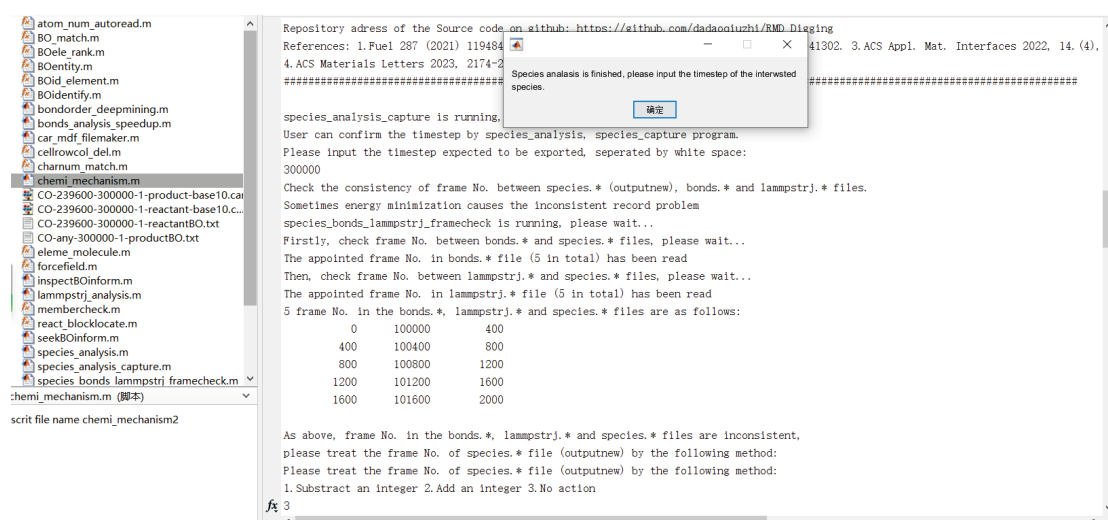 atom_num_autoread.m
BO_match.m
BOele_rank.m
BOentity.m
BOid_element.m
BOidentify.m
bondorder_deepmining.m
bonds_analysis_speedup.m
car_mdf_filemaker.m
cellrowcol_del.m
charnum_match.m
chemi_mechanism.m
CO-239600-300000-1-product-base10.car
CO-239600-300000-1-reactant-base10.c...
CO-239600-300000-1-reactantBO.txt
CO-any-300000-1-productBO.txt
eleme_molecule.m
forcefield.m
inspectBOinform.m
lammpstrj_analysis.m
membercheck.m
react_blocklocate.m
seekBOinform.m
species_analysis.m
species_analysis_capture.m
species_bonds_lammpstrj_framecheck.m
chemi_mechanism.m (脚本)
scrit file name chemi_mechanism2
Repository adress of the Source code on github: https://github.com/dadaoqiuzhi/RMD_Digging
References: 1.Fuel 287 (2021) 119484 41302. 3.ACS Appl. Mat. Interfaces 2022, 14.(4),
4.ACS Materials Letters 2023, 2174-2
################################################################
species_analysis_capture is running,
User can confirm the timestep by species_analysis, species_capture program.
Please input the timestep expected to be exported, seperated by white space:
300000
Check the consistency of frame No. between species.* (outputnew), bonds.* and lammpstrj.* files.
Sometimes energy minimization causes the inconsistent record problem
species_bonds_lammpstrj_framecheck is running, please wait...
Firstly, check frame No. between bonds.* and species.* files, please wait...
The appointed frame No. in bonds.* file (5 in total) has been read
Then, check frame No. between lammpstrj.* and species.* files, please wait...
The appointed frame No. in lammpstrj.* file (5 in total) has been read
5 frame No. in the bonds.*, lammpstrj.* and species.* files are as follows:
0 100000 400
400 100400 800
800 100800 1200
1200 101200 1600
1600 101600 2000
As above, frame No. in the bonds.*, lammpstrj.* and species.* files are inconsistent,
please treat the frame No. of species.* file (outputnew) by the following method:
Please treat the frame No. of species.* file (outputnew) by the following method:
1.Substract an integer 2.Add an integer 3.No action
fx 3
Species analasis is finished, please input the timestep of the interwsted
species.
确定